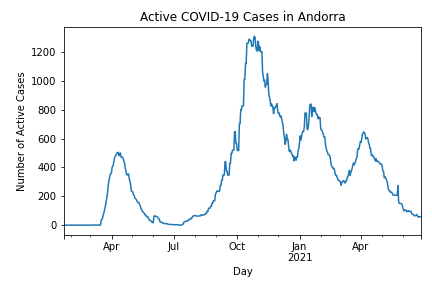 Active COVID-19 Cases in Andorra
Number of Active Cases
1200
1000
800
600
400
200
0
Apr
Jul
Oct
Jan
2021
Apr
Day